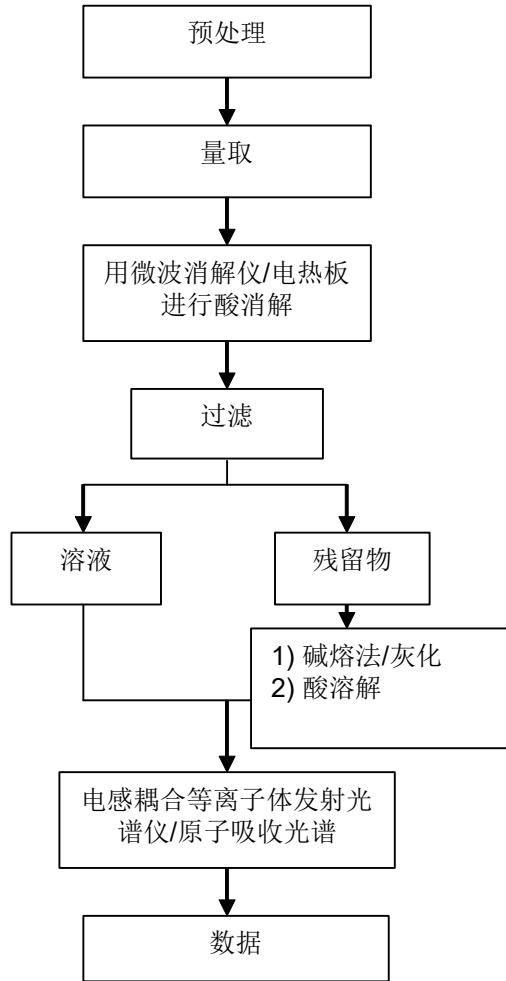 预处理
量取
用微波消解仪/电热板
进行酸消解
过滤
溶液
残留物
1) 碱熔法/灰化
2) 酸溶解
电感耦合等离子体发射光
谱仪/原子吸收光谱
数据